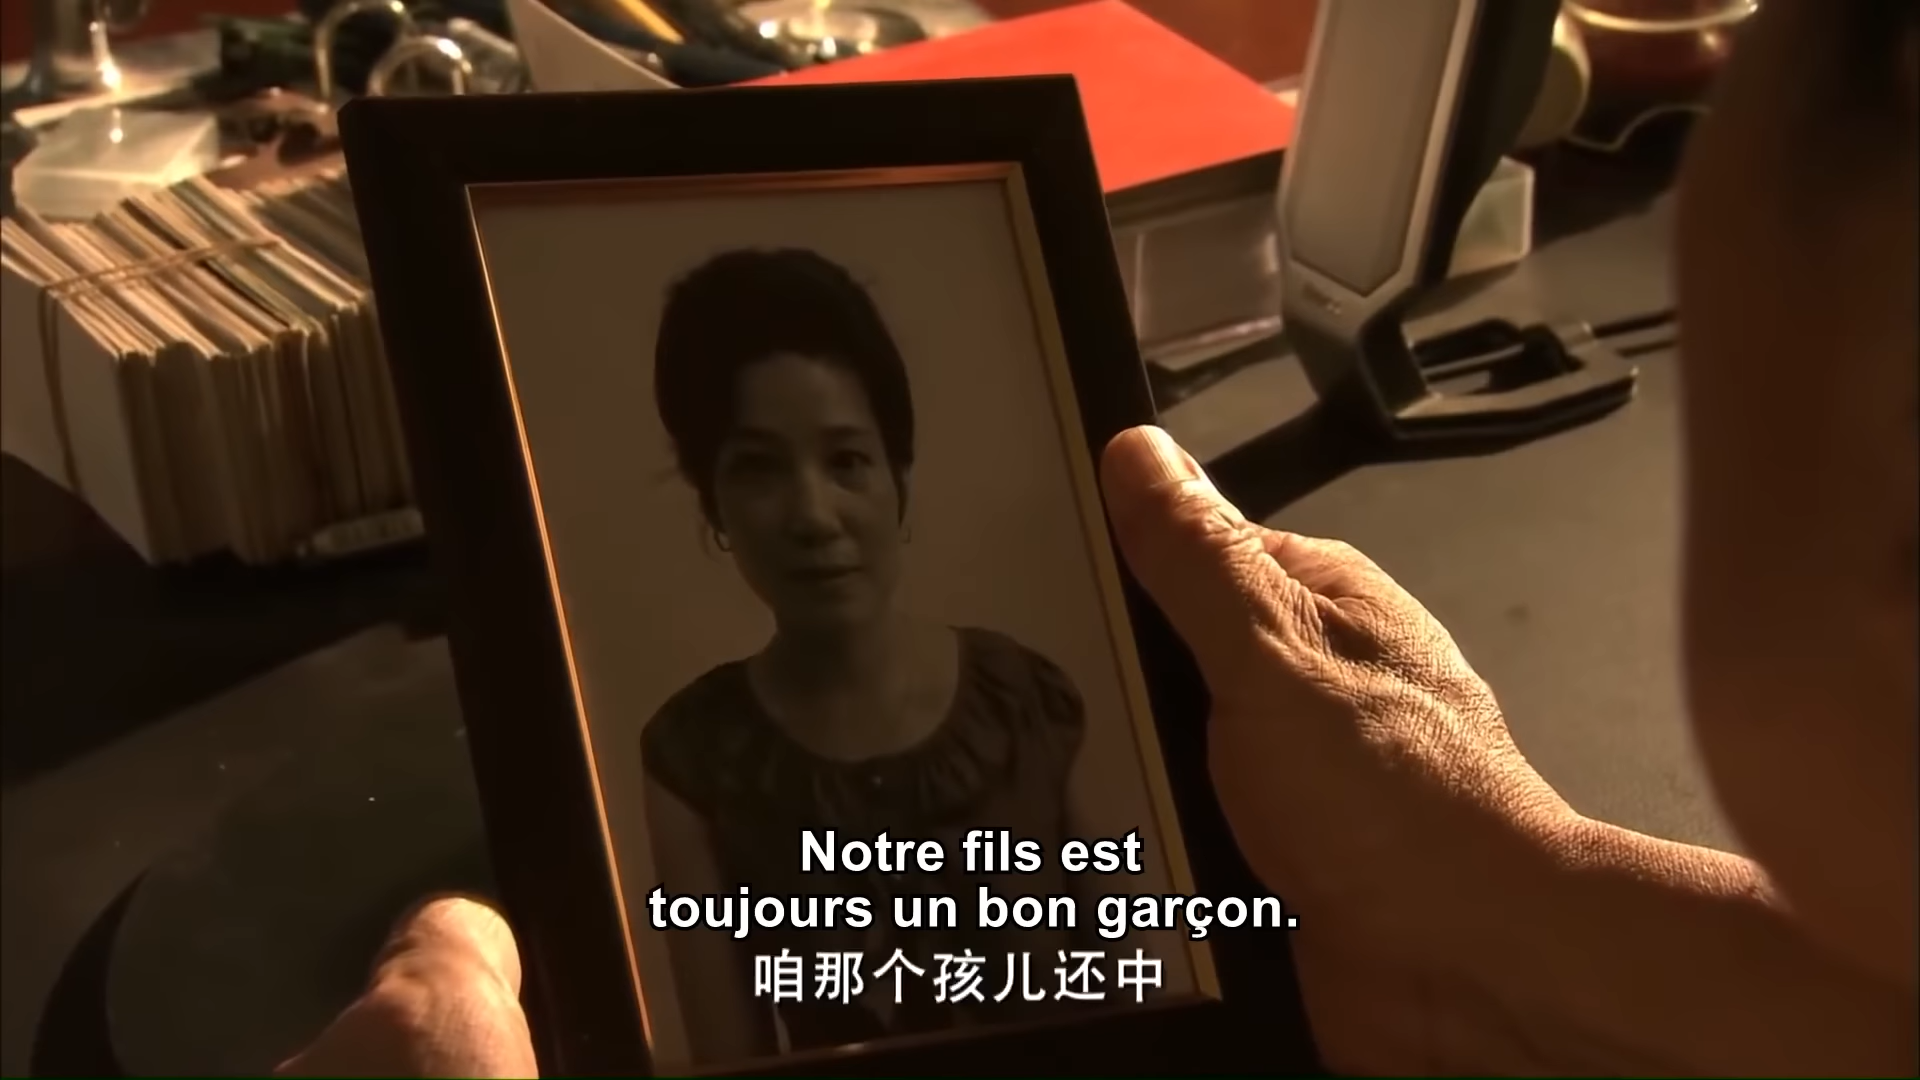 Notre fils est
toujours un bon garçon.
咱那个孩儿还中